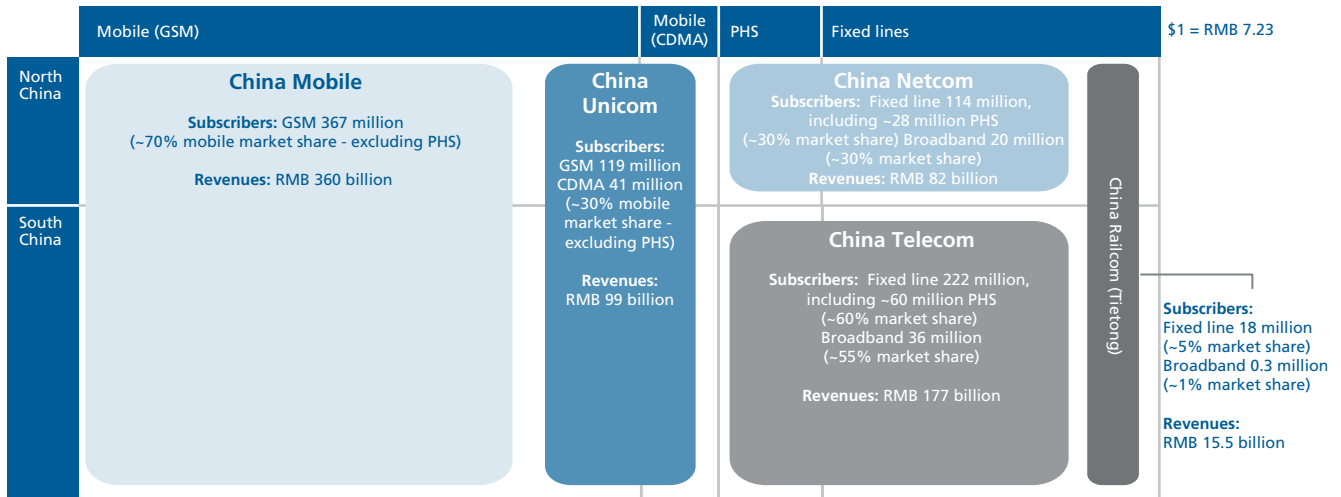 Mobile (GSM)
Mobile
(CDMA)
PHS
Fixed lines
$1 = RMB 7.23
North
China
South
China
China Mobile
Subscribers: GSM 367 million
(~70% mobile market share - excluding PHS)
Revenues: RMB 360 billion
China
Unicom
Subscribers:
GSM 119 million
CDMA 41 million
(~30% mobile
market share -
excluding PHS)
Revenues:
RMB 99 billion
China Netcom
Subscribers: Fixed line 114 million,
including ~28 million PHS
(~30% market share) Broadband 20 million
(~30% market share)
Revenues: RMB 82 billion
China Telecom
Subscribers: Fixed line 222 million,
including ~60 million PHS
(~60% market share)
Broadband 36 million
(~55% market share)
Revenues: RMB 177 billion
China Railcom (Tietong)
Subscribers:
Fixed line 18 million
(~5% market share)
Broadband 0.3 million
(~1% market share)
Revenues:
RMB 15.5 billion